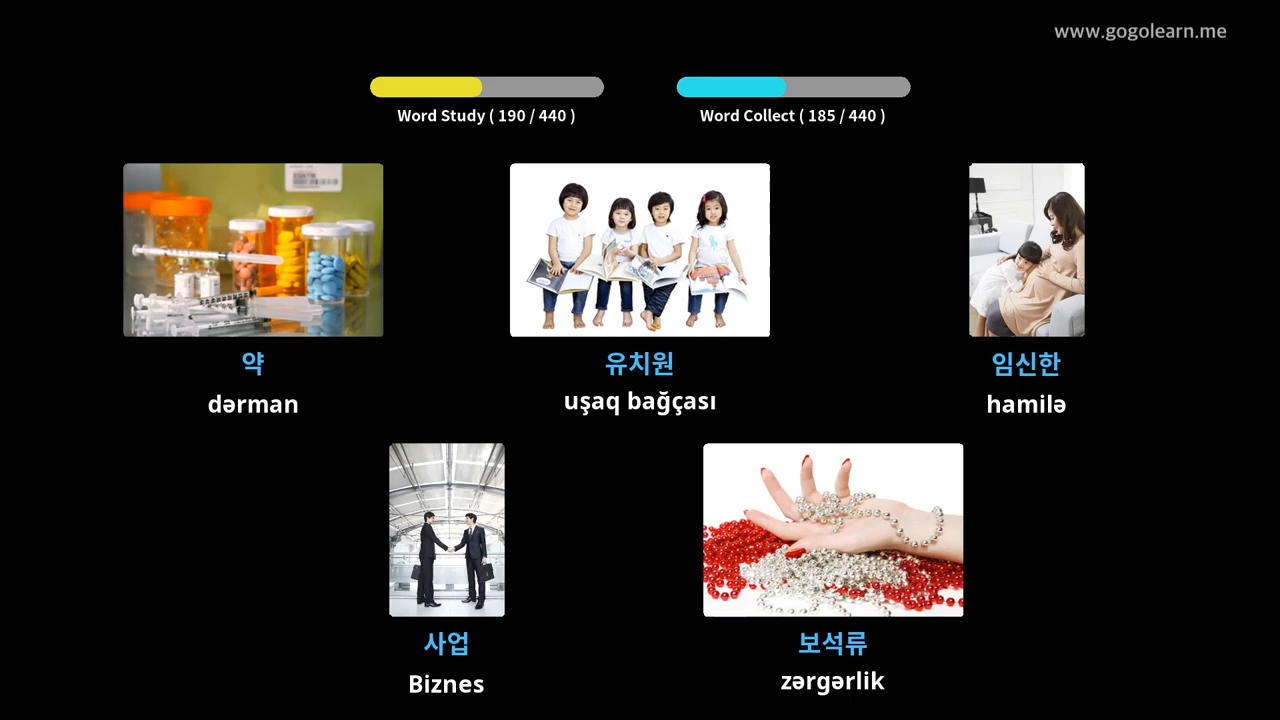 www.gogolearn.me
Word Study ( 190 / 440 )
Word Collect ( 185 / 440 )
약
dərman
유치원
uşaq bağçası
임신한
hamilə
사업
Biznes
보석류
zərgərlik